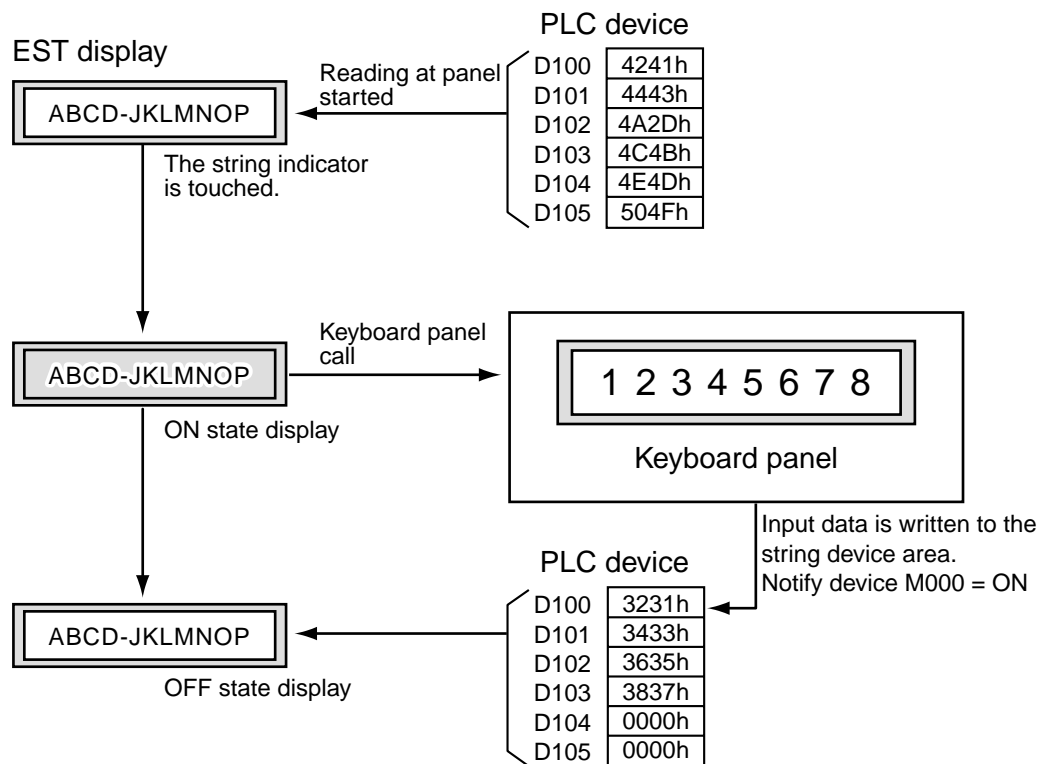 PLC device
EST display
Reading at panel
started
ABCD-JKLMNOP
D100 4241h
D101 4443h
D102 4A2Dh
D103 4C4Bh
D104 4E4Dh
D105 504Fh
The string indicator
is touched.
Keyboard panel
call
ABCD-JKLMNOP
ON state display
1 2 3 4 5 6 7 8
Keyboard panel
Input data is written to the
string device area.
Notify device M000 = ON
PLC device
ABCD-JKLMNOP
OFF state display
D100 3231h
D101 3433h
D102 3635h
D103 3837h
D104 0000h
D105 0000h